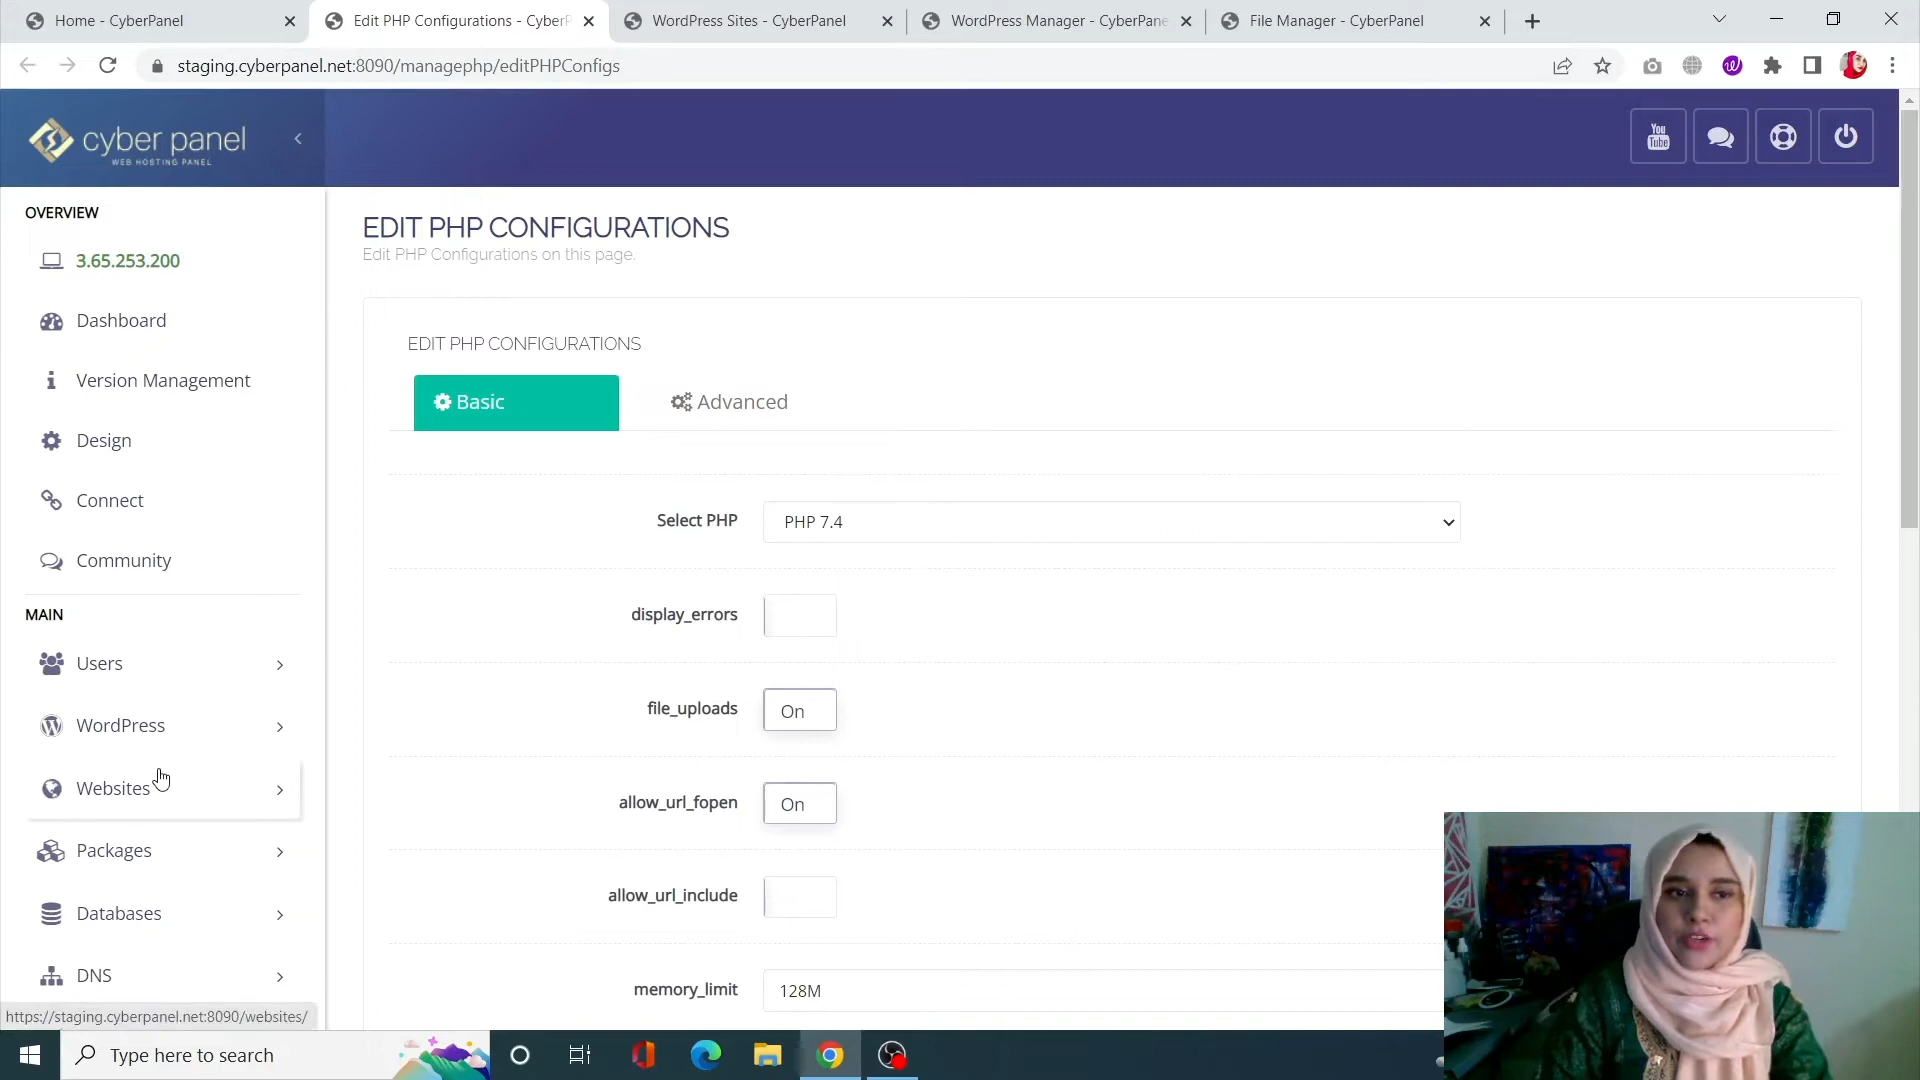 Home - CyberPanel
Edit PHP Configurations - CyberP
WordPress Sites - CyberPanel
WordPress Manager - CyberPane
File Manager - CyberPanel
staging.cyberpanel.net:8090/managephp/editPHPConfigs
cyber panel
WEB HOSTING PANEL
You
Tube
OVERVIEW
3.65.253.200
Dashboard
Version Management
Design
Connect
Community
MAIN
Users
WordPress
Websites
Packages
Databases
DNS
https://staging.cyberpanel.net:8090/websites/
EDIT PHP CONFIGURATIONS
Edit PHP Configurations on this page.
EDIT PHP CONFIGURATIONS
Basic
Advanced
Select PHP
PHP 7.4
display_errors
file_uploads
On
allow_url_fopen
On
allow_url_include
memory_limit
128M
Type here to search